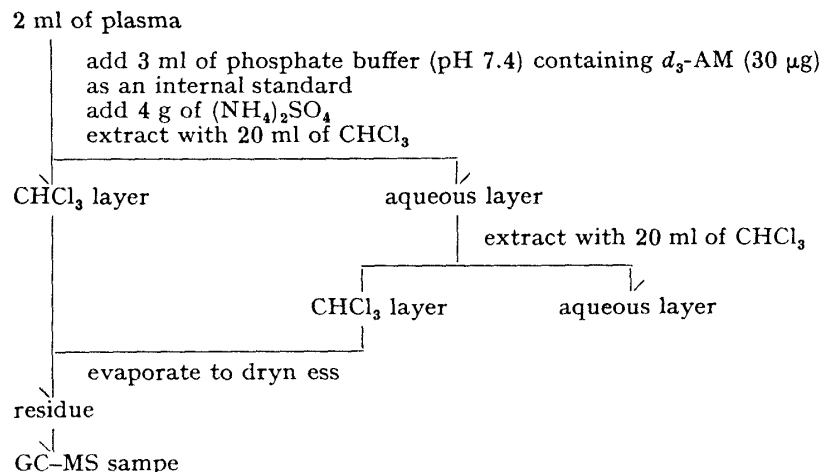 2 ml of plasma
add 3 ml of phosphate buffer (pH 7.4) containing d₃-AM (30 μg)
as an internal standard
add 4 g of (NH₄)₂SO₄
extract with 20 ml of CHCl₃
CHCl₃ layer aqueous layer
extract with 20 ml of CHCl₃
CHCl₃ layer aqueous layer
evaporate to dryn ess
residue
GC–MS sampe